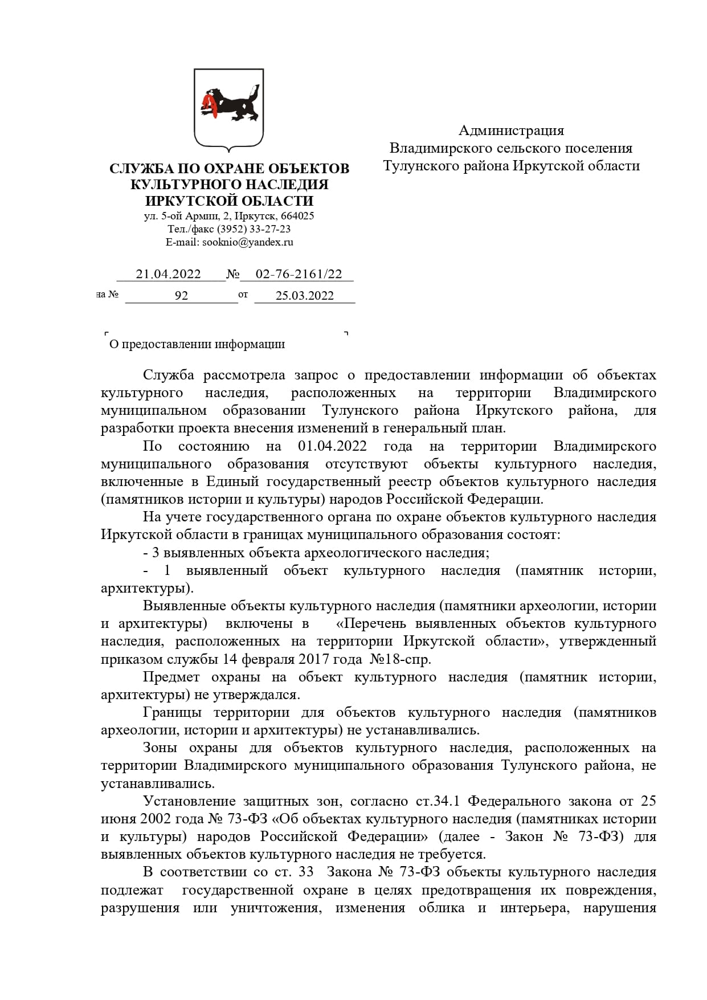 Администрация
Владимирского сельского поселения
Тулунского района Иркутской области
СЛУЖБА ПО ОХРАНЕ ОБЪЕКТОВ
КУЛЬТУРНОГО НАСЛЕДИЯ
ИРКУТСКОЙ ОБЛАСТИ
ул. 5-ой Армии, 2, Иркутск, 664025
Тел./факс (3952) 33-27-23
E-mail: sooknio@yandex.ru
21.04.2022 № 02-76-2161/22
на № 92 от 25.03.2022
О предоставлении информации
Служба рассмотрела запрос о предоставлении информации об объектах
культурного наследия, расположенных на территории Владимирского
муниципальном образовании Тулунского района Иркутского района, для
разработки проекта внесения изменений в генеральный план.
По состоянию на 01.04.2022 года на территории Владимирского
муниципального образования отсутствуют объекты культурного наследия,
включенные в Единый государственный реестр объектов культурного наследия
(памятников истории и культуры) народов Российской Федерации.
На учете государственного органа по охране объектов культурного наследия
Иркутской области в границах муниципального образования состоят:
- 3 выявленных объекта археологического наследия;
- 1 выявленный объект культурного наследия (памятник истории,
архитектуры).
Выявленные объекты культурного наследия (памятники археологии, истории
и архитектуры) включены в «Перечень выявленных объектов культурного
наследия, расположенных на территории Иркутской области», утвержденный
приказом службы 14 февраля 2017 года №18-спр.
Предмет охраны на объект культурного наследия (памятник истории,
архитектуры) не утверждался.
Границы территории для объектов культурного наследия (памятников
археологии, истории и архитектуры) не устанавливались.
Зоны охраны для объектов культурного наследия, расположенных на
территории Владимирского муниципального образования Тулунского района, не
устанавливались.
Установление защитных зон, согласно ст.34.1 Федерального закона от 25
июня 2002 года № 73-ФЗ «Об объектах культурного наследия (памятниках истории
и культуры) народов Российской Федерации» (далее - Закон № 73-ФЗ) для
выявленных объектов культурного наследия не требуется.
В соответствии со ст. 33 Закона № 73-ФЗ объекты культурного наследия
подлежат государственной охране в целях предотвращения их повреждения,
разрушения или уничтожения, изменения облика и интерьера, нарушения